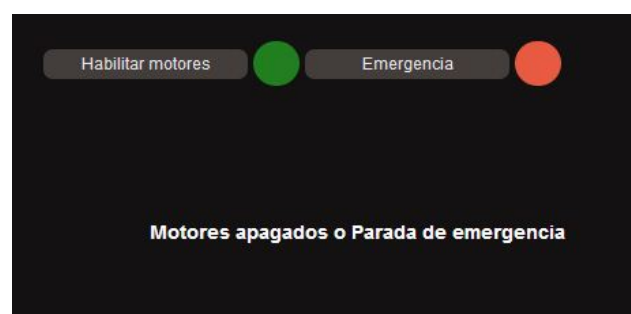 Habilitar motores Emergencia
Motores apagados o Parada de emergencia